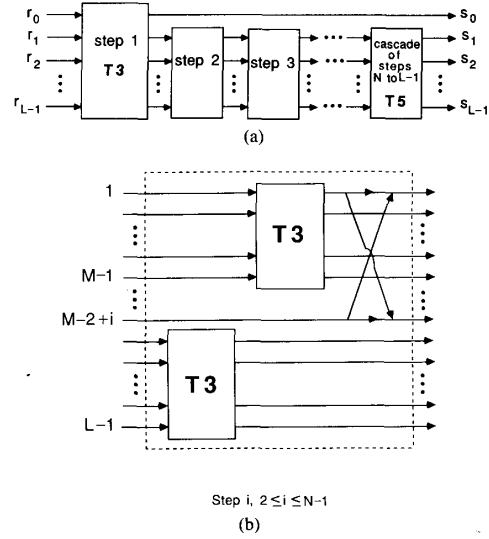 r0 s0
r1 step 1 step 2 step 3 ••• cascade of steps N to L-1 s1
r2 T3 T5 s2
rL-1 sL-1
(a)
1
T3
M-1
M-2+i
T3
L-1
Step i, 2 ≤ i ≤ N-1
(b)